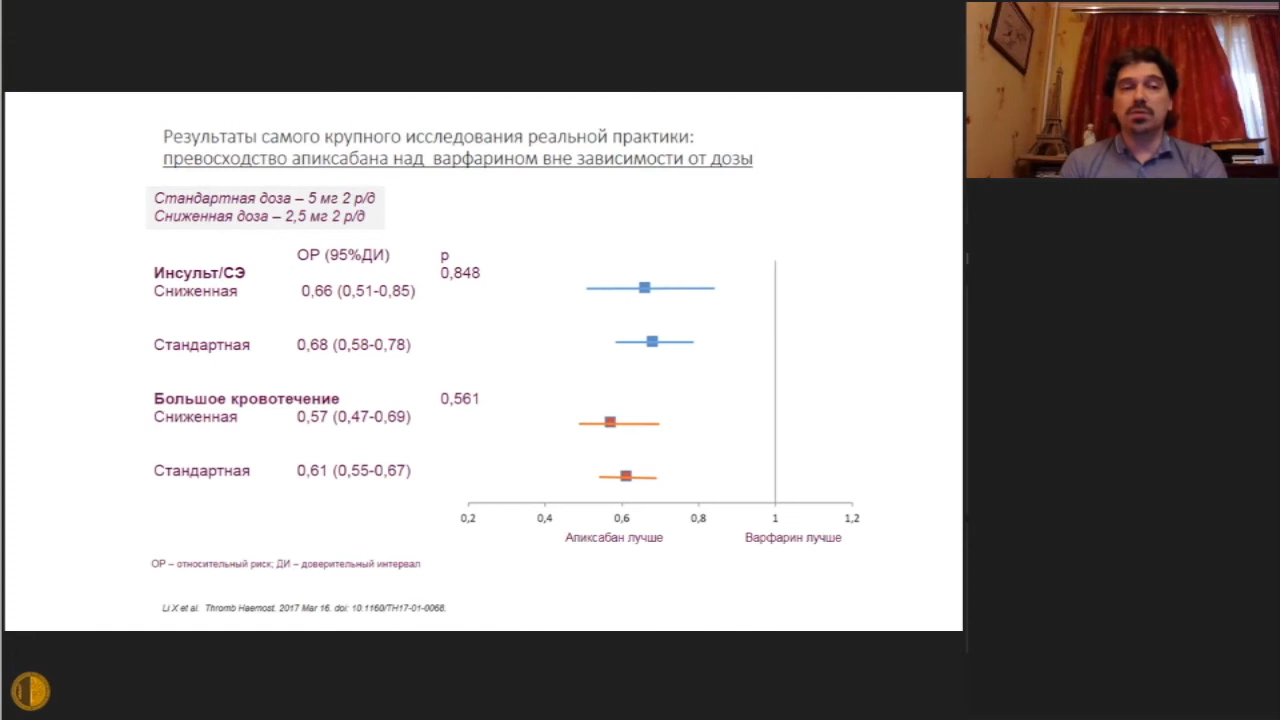 Результаты самого крупного исследования реальной практики:
превосходство апиксабана над варфарином вне зависимости от дозы
Стандартная доза – 5 мг 2 р/д
Сниженная доза – 2,5 мг 2 р/д
ОР (95%ДИ) р
Инсульт/СЭ 0,848
Сниженная 0,66 (0,51-0,85)
Стандартная 0,68 (0,58-0,78)
Большое кровотечение 0,561
Сниженная 0,57 (0,47-0,69)
Стандартная 0,61 (0,55-0,67)
0,2 0,4 0,6 0,8 1 1,2
Апиксабан лучше Варфарин лучше
ОР – относительный риск; ДИ – доверительный интервал
Li X et al. Thromb Haemost. 2017 Mar 16. doi: 10.1160/TH17-01-0068.